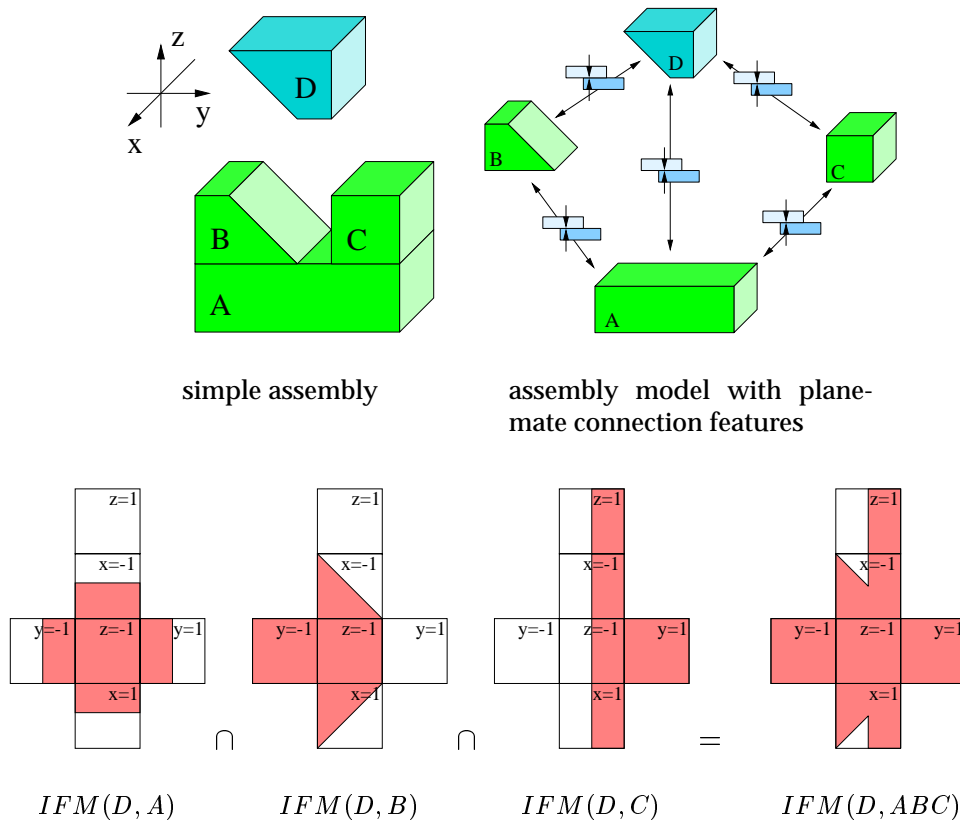 z
y
x
D
B
C
A
D
B
C
A
simple assembly
assembly model with plane-
mate connection features
z=1
x=-1
y=-1
z=-1
y=1
x=1
z=1
x=-1
y=-1
z=-1
y=1
x=1
z=1
x=-1
y=-1
z=-1
y=1
x=1
z=1
x=-1
y=-1
z=-1
y=1
x=1
∩
∩
=
IFM(D, A)
IFM(D, B)
IFM(D, C)
IFM(D, ABC)